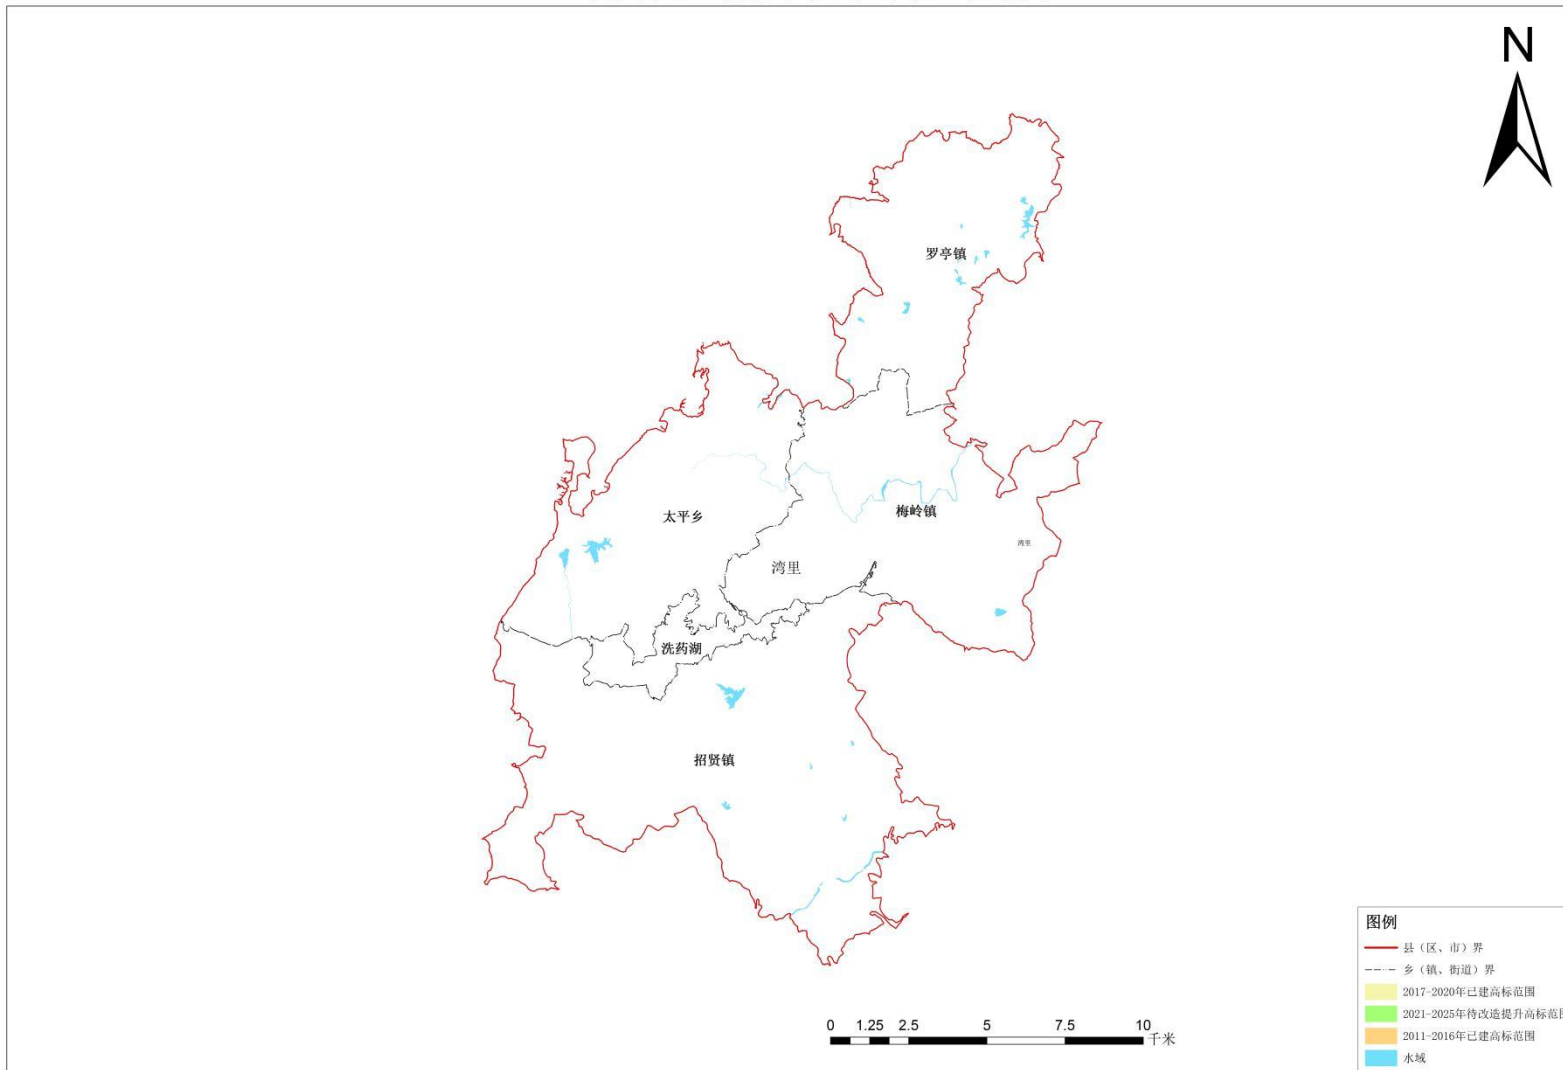 N
罗亭镇
太平乡
梅岭镇
湾里
湾里
洗药湖
招贤镇
图例
县（区、市）界
乡（镇、街道）界
2017-2020年已建高标范围
2021-2025年待改造提升高标范围
2011-2016年已建高标范围
水域
0 1.25 2.5 5 7.5 10
千米